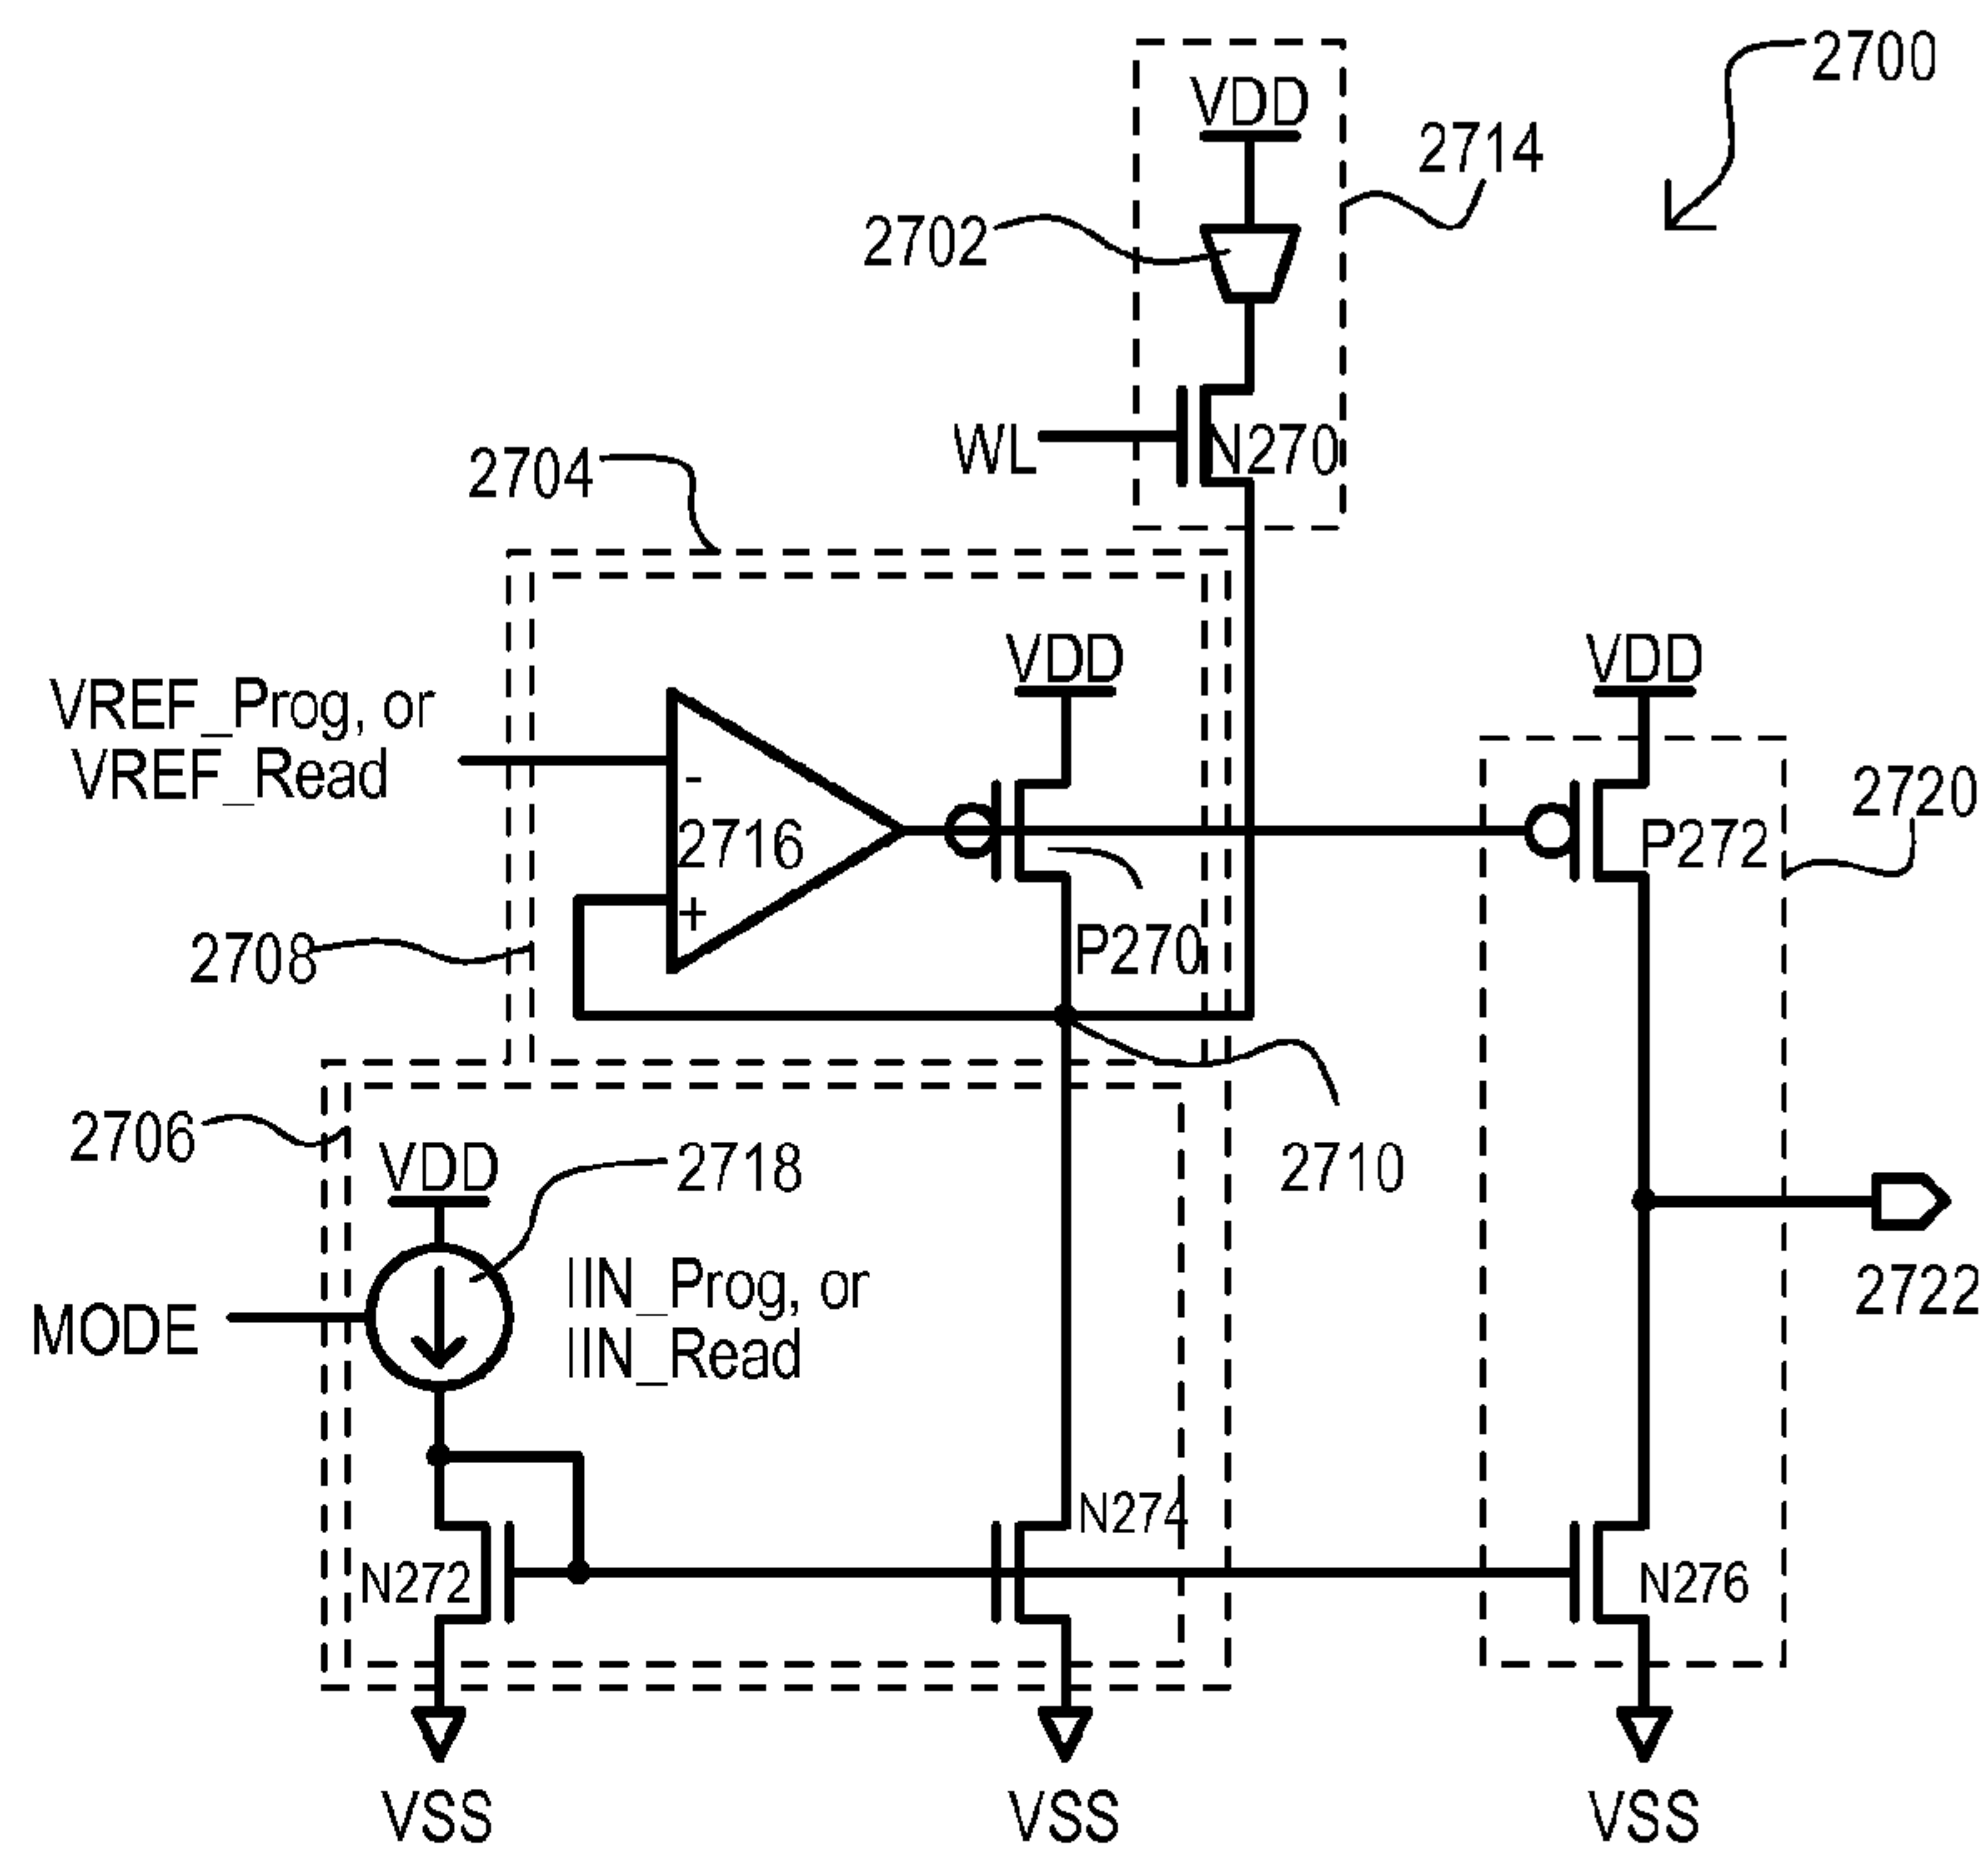 2700
VDD
2714
2702
WL
N270
2704
VDD
VDD
VREF_Prog, or
VREF_Read
-
2716
+
P272
2720
2708
P270
2706
VDD
2718
2710
IIN_Prog, or
IIN_Read
MODE
2722
N274
N272
N276
VSS
VSS
VSS